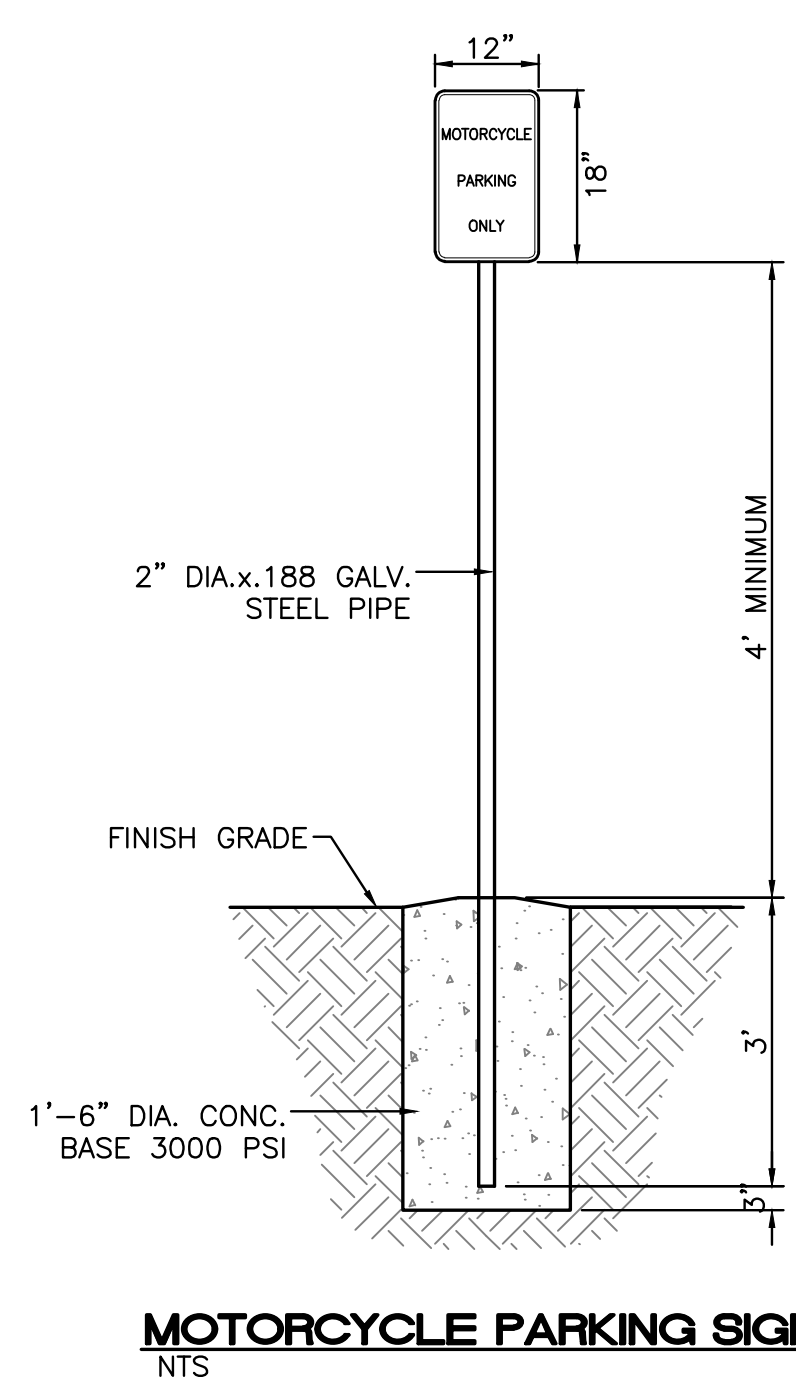 12"
MOTORCYCLE
PARKING
ONLY
18"
2" DIA.x.188 GALV.
STEEL PIPE
4' MINIMUM
FINISH GRADE
3'
1'-6" DIA. CONC.
BASE 3000 PSI
3"
MOTORCYCLE PARKING
NTS